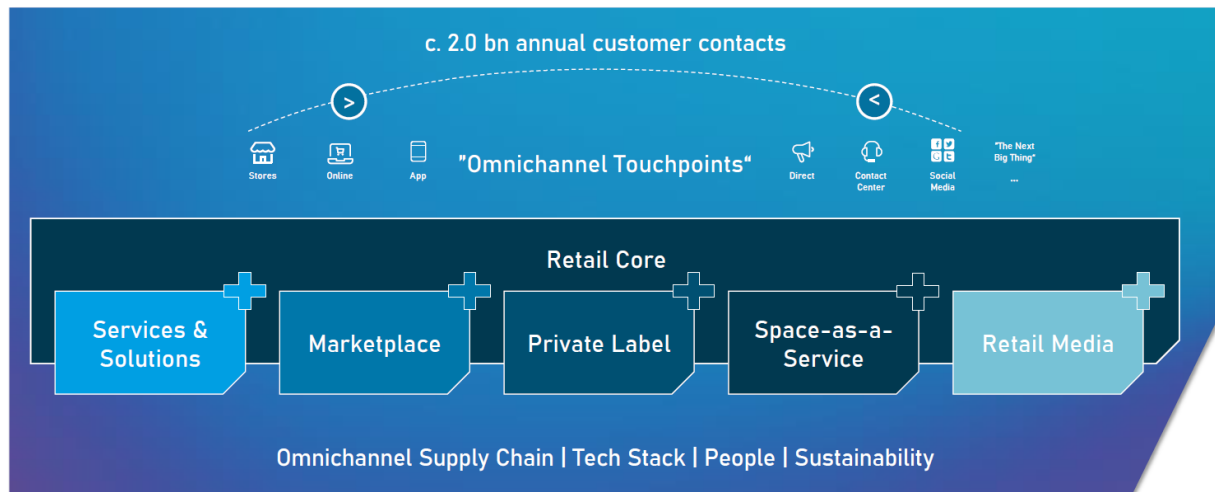 c. 2.0 bn annual customer contacts
> <
"The Next
Big Thing"
...
Stores
Online
App
"Omnichannel Touchpoints“
Direct
Contact
Center
Social
Media
Retail Core
Services &
Solutions
Marketplace
Private Label
Space-as-a-
Service
Retail Media
Omnichannel Supply Chain | Tech Stack | People | Sustainability